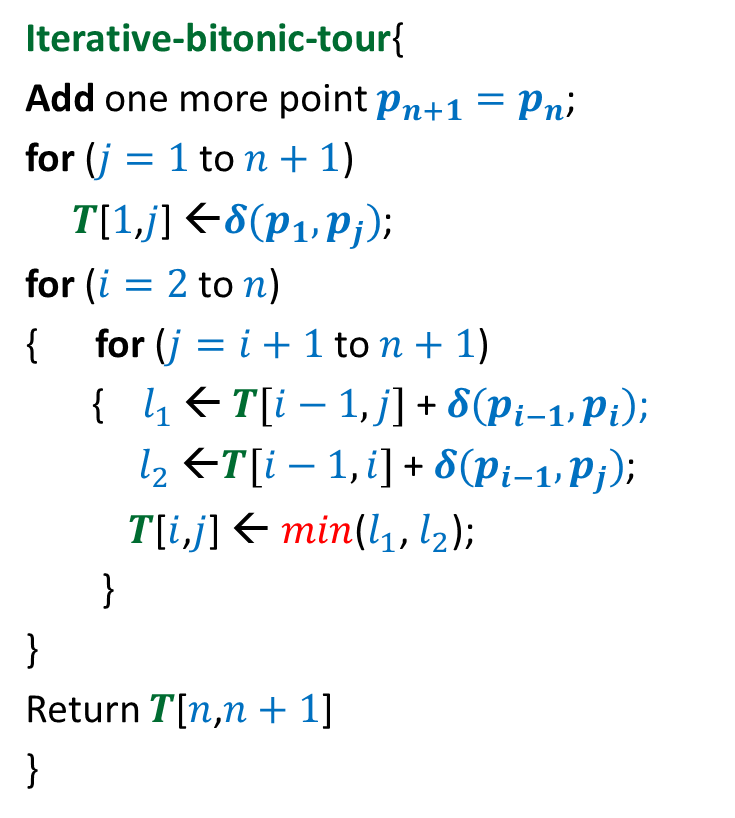 Iterative-bitonic-tour{
Add one more point pₙ₊₁ = pₙ;
for (j = 1 to n + 1)
T[1,j] ←δ(p₁,pⱼ);
for (i = 2 to n)
{ for (j = i + 1 to n + 1)
{ l₁ ← T[i − 1,j] + δ(pᵢ₋₁,pᵢ);
l₂ ←T[i − 1,i] + δ(pᵢ₋₁,pⱼ);
T[i,j] ← min(l₁, l₂);
}
}
Return T[n,n + 1]
}